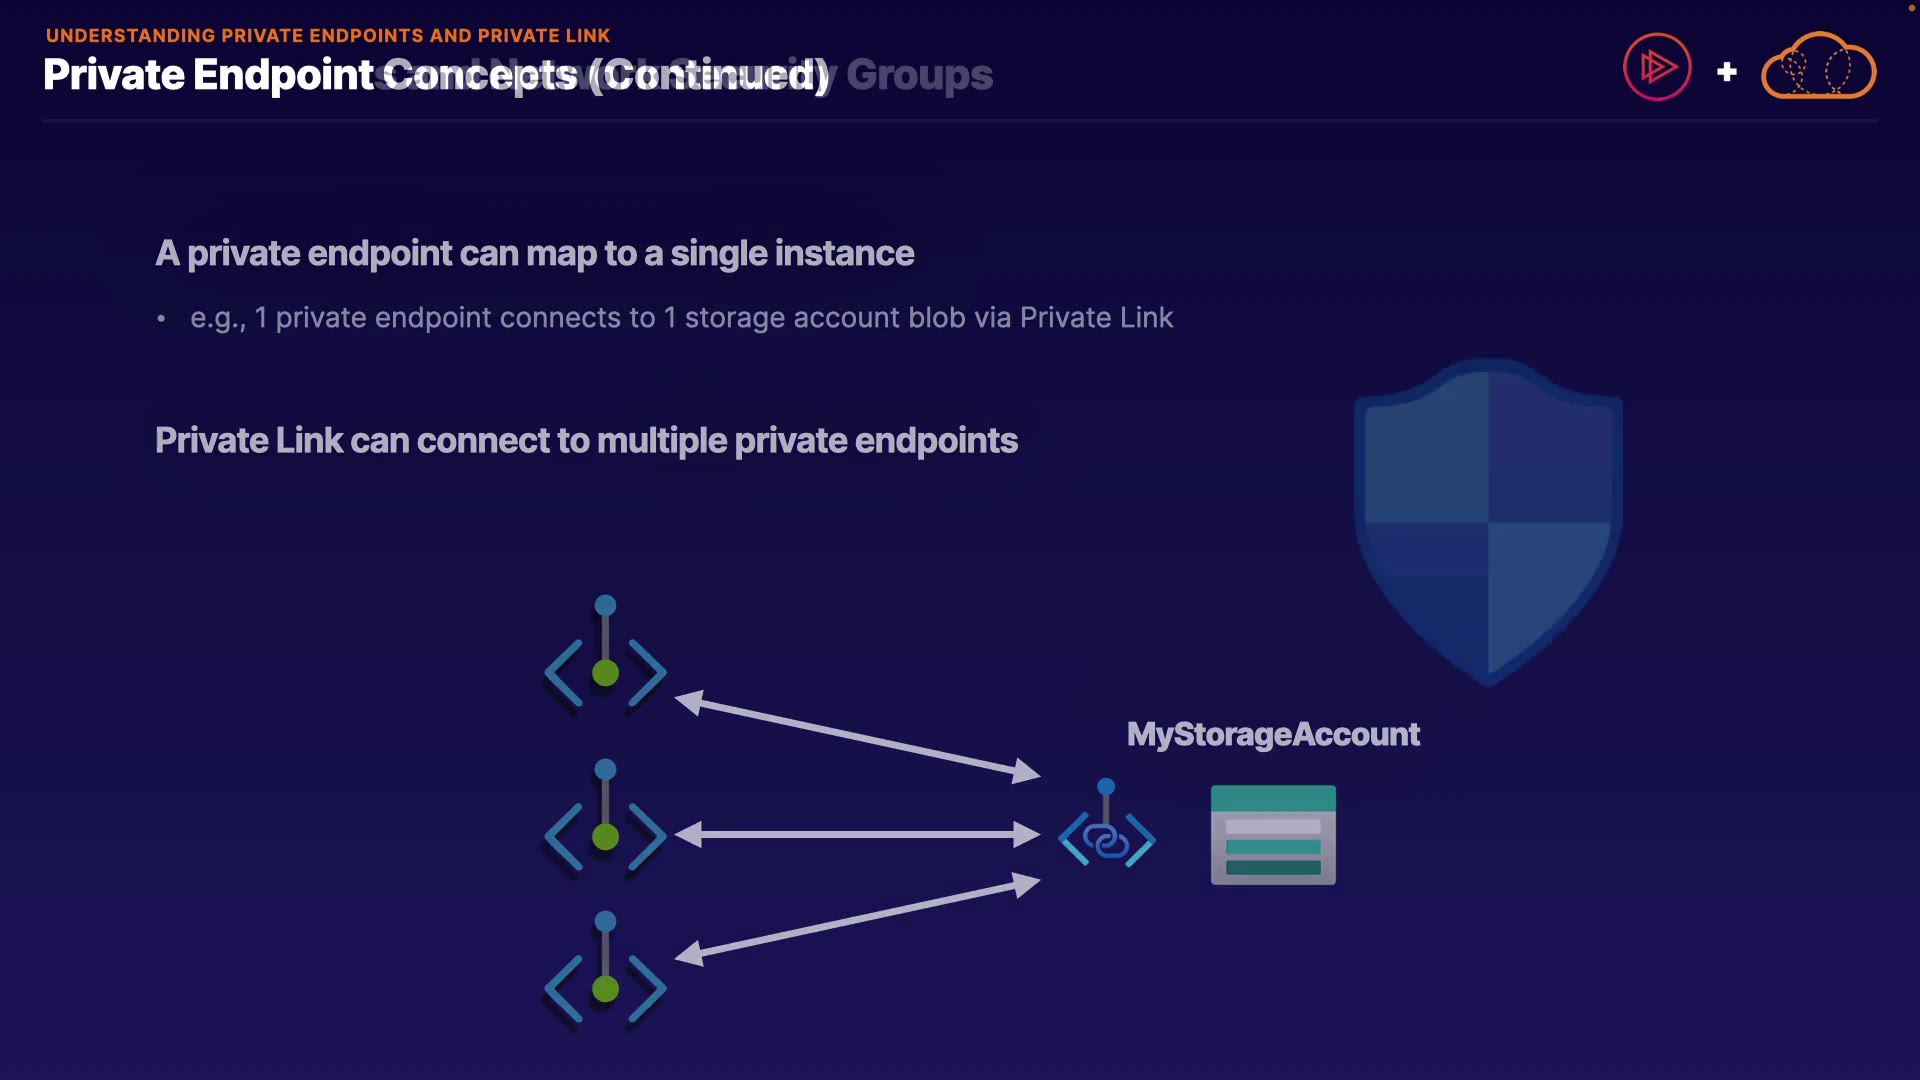 UNDERSTANDING PRIVATE ENDPOINTS AND PRIVATE LINK
Private Endpoint Concepts (Continued) Groups
A private endpoint can map to a single instance
• e.g., 1 private endpoint connects to 1 storage account blob via Private Link
Private Link can connect to multiple private endpoints
MyStorageAccount